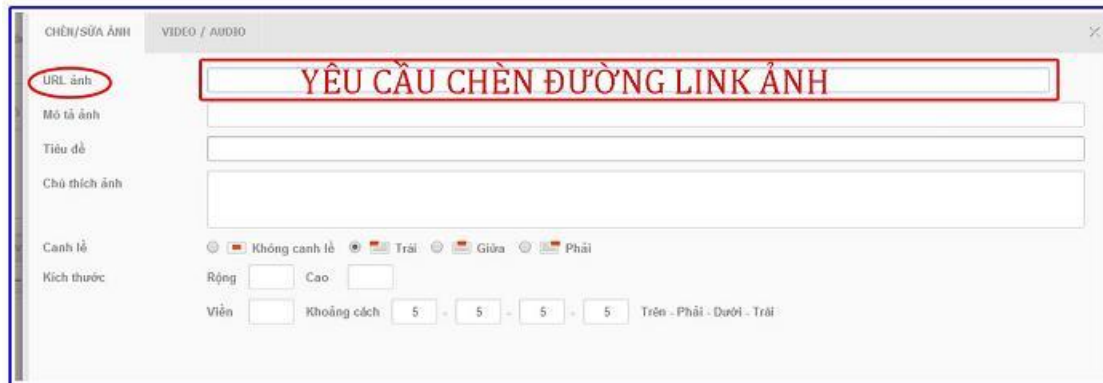 CHÈN/SỬA ẢNH VIDEO / AUDIO
URL ảnh YÊU CẦU CHÈN ĐƯỜNG LINK ẢNH
Mô tả ảnh
Tiêu đề
Chú thích ảnh
Canh lề Không canh lề Trái Giữa Phải
Kích thước Rộng Cao
Viền Khoảng cách 5 - 5 - 5 - 5 Trên - Phải - Dưới - Trái